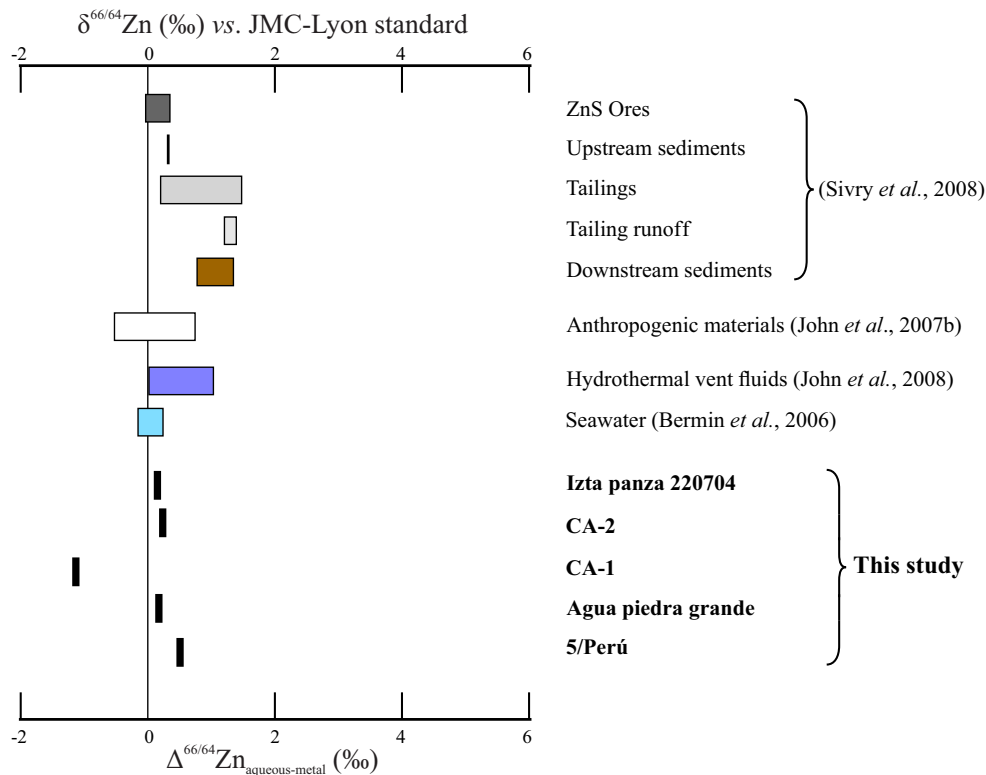 δ66/64Zn (‰) vs. JMC-Lyon standard
-2 0 2 4 6
ZnS Ores
Upstream sediments
Tailings
(Sivry et al., 2008)
Tailing runoff
Downstream sediments
Anthropogenic materials (John et al., 2007b)
Hydrothermal vent fluids (John et al., 2008)
Seawater (Bermin et al., 2006)
Izta panza 220704
CA-2
CA-1
This study
Agua piedra grande
5/Perú
-2 0 2 4 6
Δ66/64Znaqueous-metal (‰)